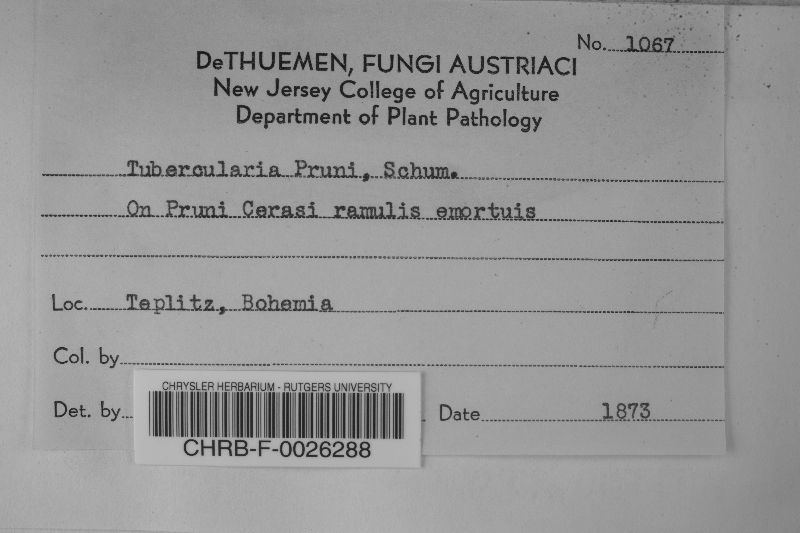 No. 1067
DeTHUEMEN, FUNGI AUSTRIACI
New Jersey College of Agriculture
Department of Plant Pathology
Tubercularia Pruni, Schum.
On Pruni Cerasi ramulis emortuis
Loc. Teplitz, Bohemia
Col. by
Det. by
Date 1873
CHRYSLER HERBARIUM - RUTGERS UNIVERSITY
CHRB-F-0026288